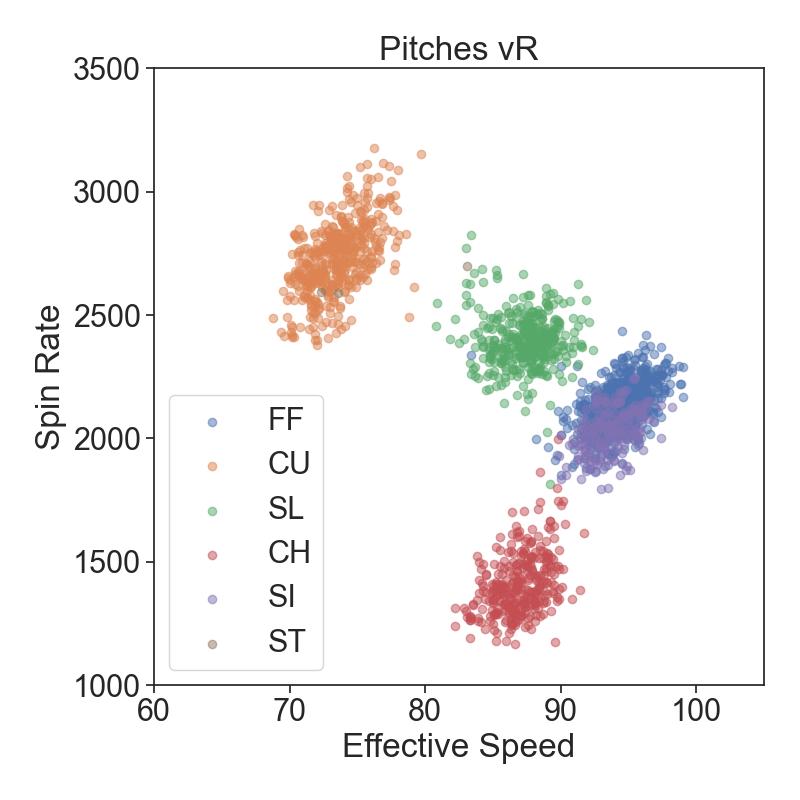 Pitches vR
3500
3000
2500
2000
1500
1000
Spin Rate
FF
CU
SL
CH
SI
ST
60 70 80 90 100
Effective Speed